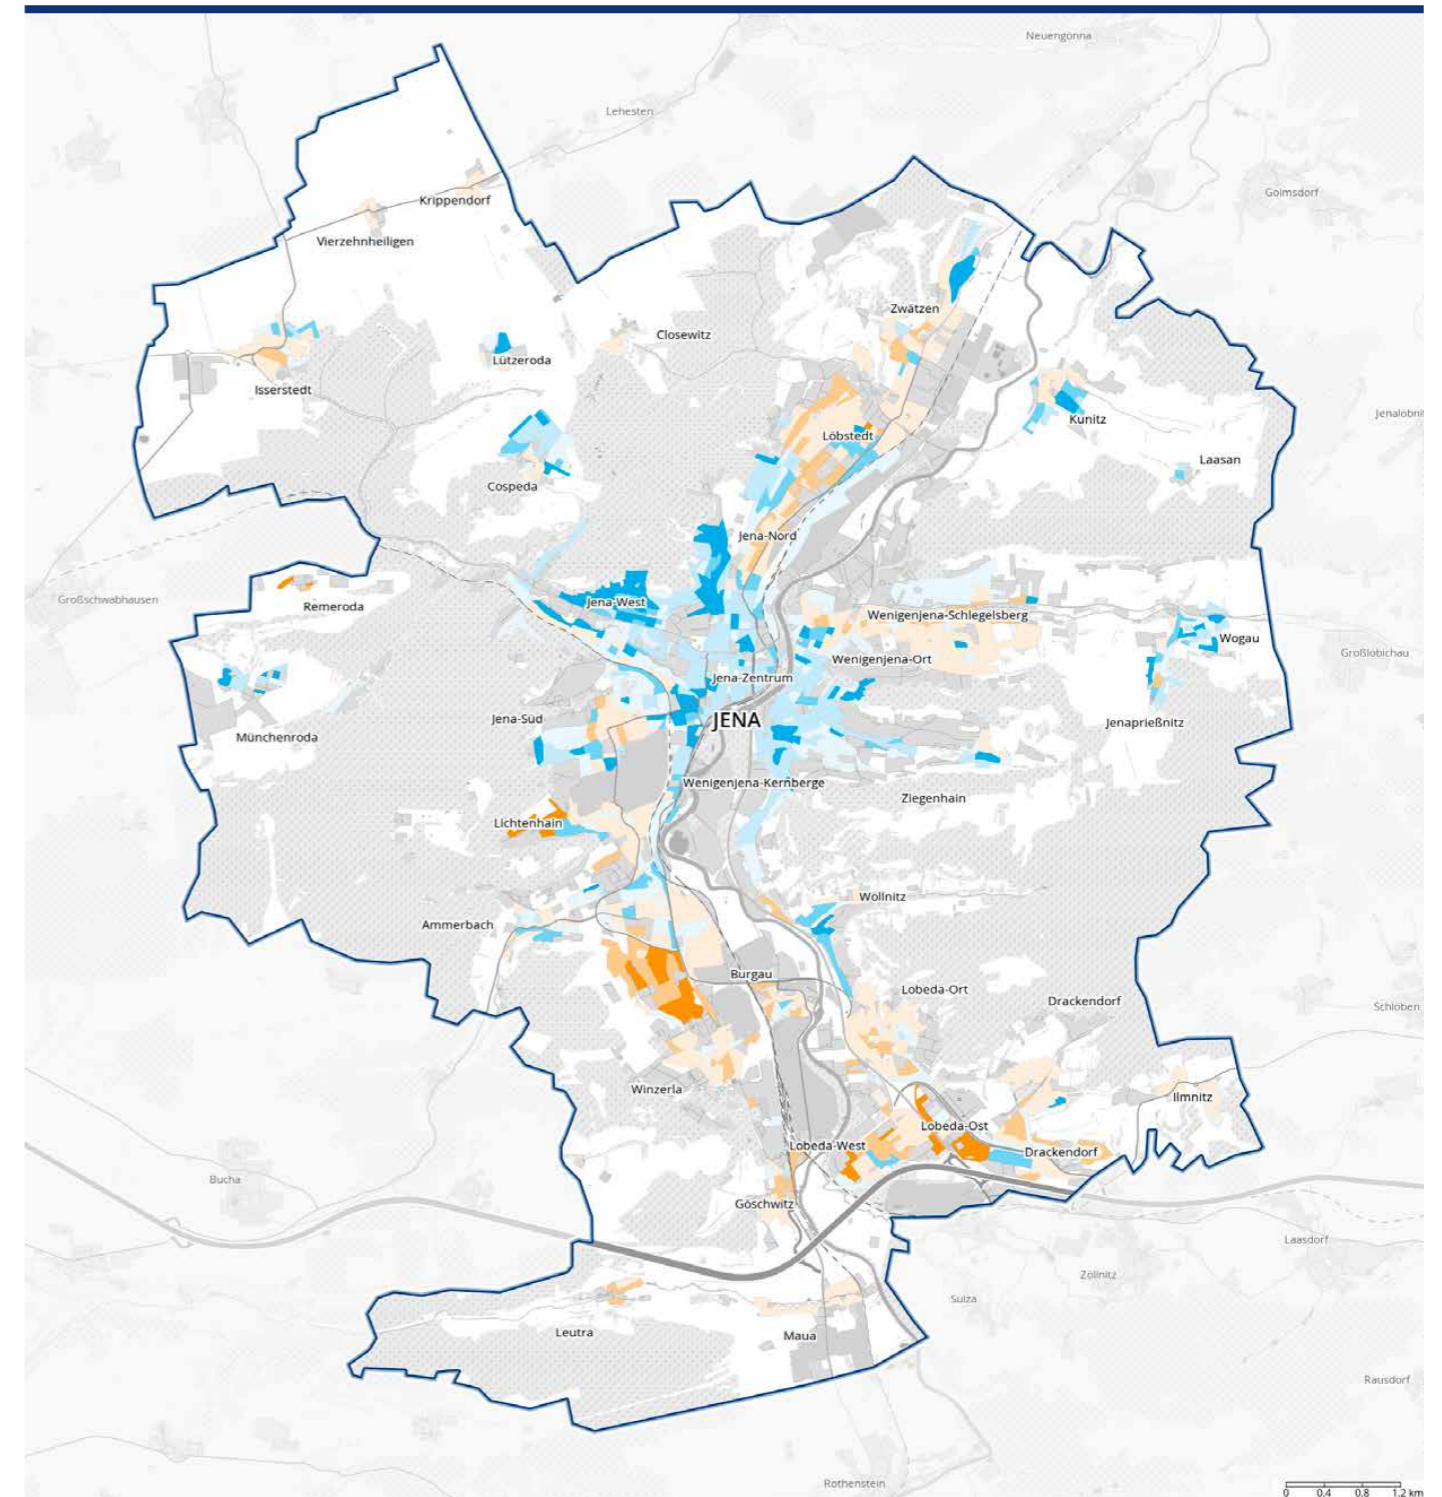 Neuengönna
Lehesten
Golmsdorf
Krippendorf
Vierzehnheiligen
Zwätzen
Closewitz
Lützeroda
Isserstedt
Jenalobni
Kunitz
Löbstedt
Laasan
Cospeda
Jena-Nord
Großschwabhausen
Remeroda
Jena-West
Wenigenjena-Schlegelsberg
Wogau
Großlobichau
Wenigenjena-Ort
Jena-Zentrum
Jena-Süd
JENA
Jenaprießnitz
Münchenroda
Wenigenjena-Kernberge
Ziegenhain
Lichtenhain
Wöllnitz
Ammerbach
Burgau
Lobeda-Ort
Drackendorf
Schlöben
Winzerla
Ilmnitz
Lobeda-Ost
Lobeda-West
Drackendorf
Bucha
Göschwitz
Laasdorf
Zöllnitz
Sulza
Leutra
Maua
Rausdorf
Rothenstein
0 0.4 0.8 1.2 km